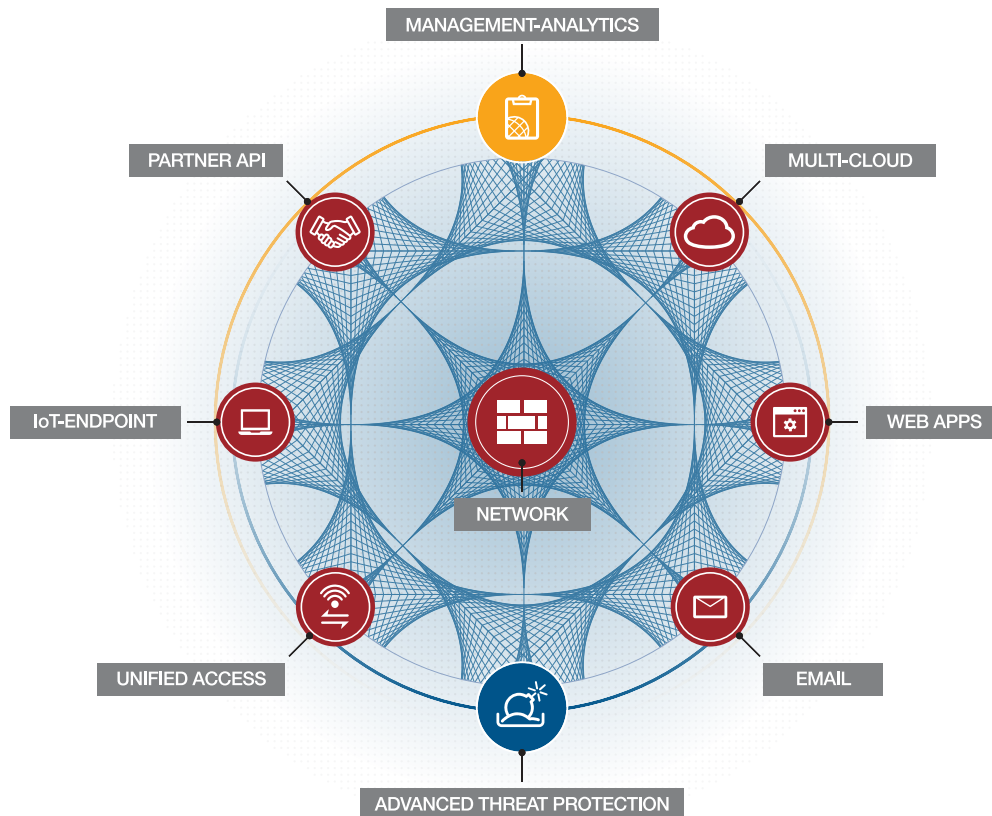 MANAGEMENT-ANALYTICS
PARTNER API
MULTI-CLOUD
IoT-ENDPOINT
WEB APPS
NETWORK
UNIFIED ACCESS
EMAIL
ADVANCED THREAT PROTECTION